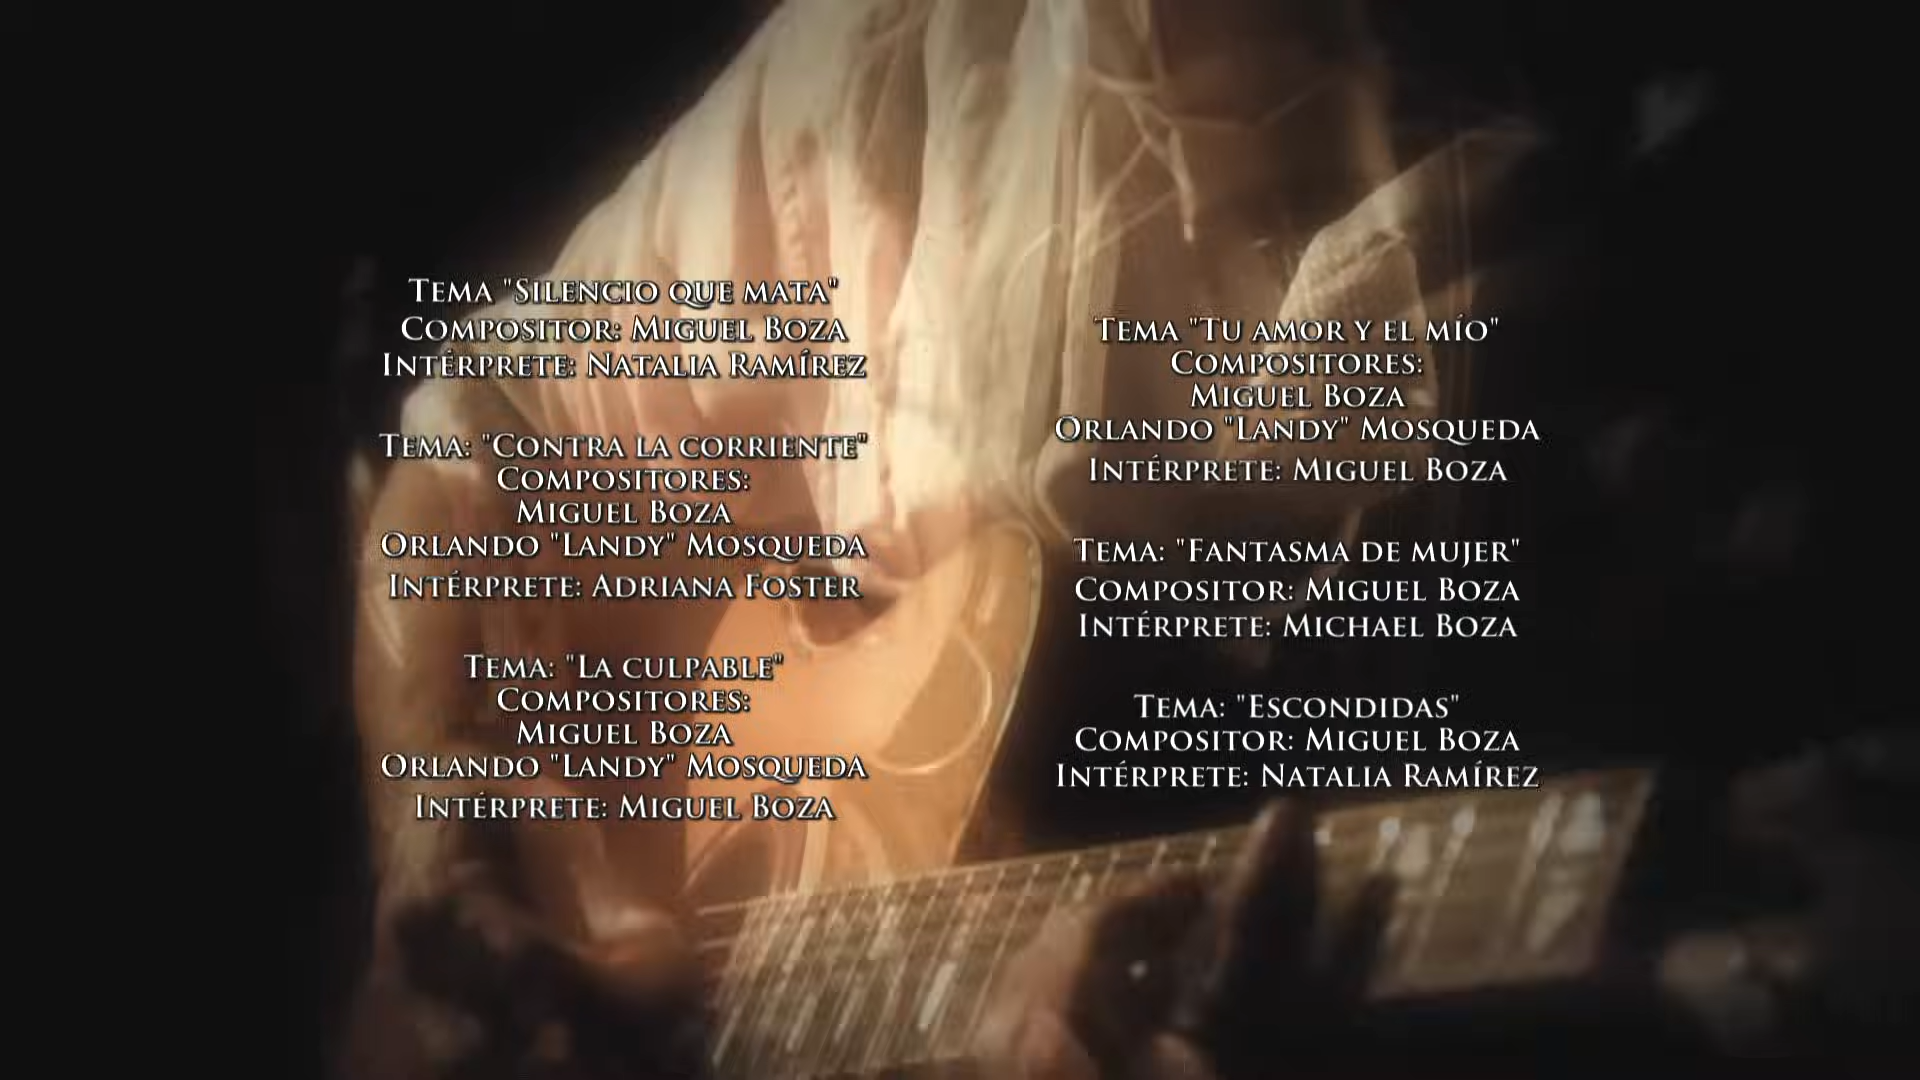 Tema "Silencio que mata"
Compositor: Miguel Boza
Intérprete: Natalia Ramírez
Tema: "Contra la corriente"
Compositores:
Miguel Boza
Orlando "Landy" Mosqueda
Intérprete: Adriana Foster
Tema: "La culpable"
Compositores:
Miguel Boza
Orlando "Landy" Mosqueda
Intérprete: Miguel Boza
Tema "Tu amor y el mío"
Compositores:
Miguel Boza
Orlando "Landy" Mosqueda
Intérprete: Miguel Boza
Tema: "Fantasma de mujer"
Compositor: Miguel Boza
Intérprete: Michael Boza
Tema: "Escondidas"
Compositor: Miguel Boza
Intérprete: Natalia Ramírez